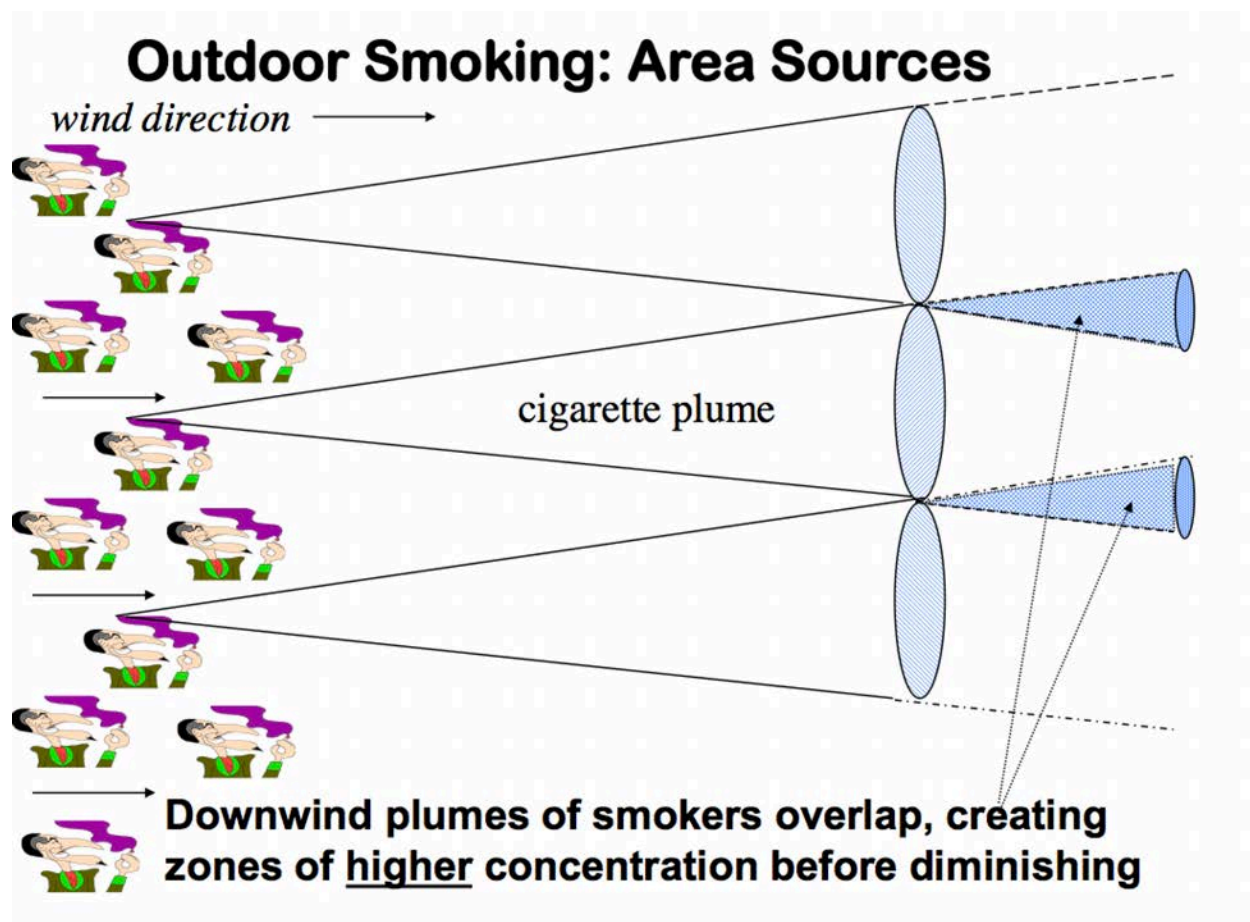 Outdoor Smoking: Area Sources
wind direction
cigarette plume
Downwind plumes of smokers overlap, creating
zones of higher concentration before diminishing